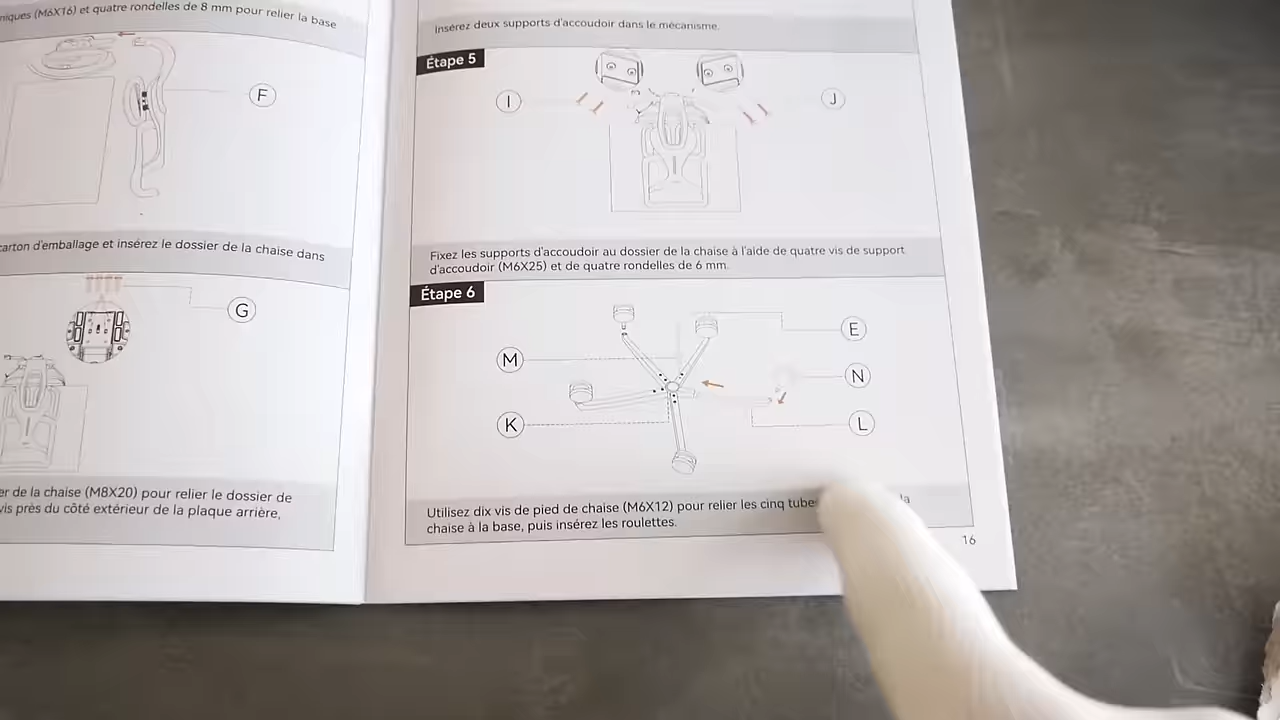 niques (M6X16) et quatre rondelles de 8 mm pour relier la base
F
carton d'emballage et insérez le dossier de la chaise dans
G
er de la chaise (M8X20) pour relier le dossier de
vis près du côté extérieur de la plaque arrière,
Insérez deux supports d'accoudoir dans le mécanisme.
Étape 5
I
J
Fixez les supports d'accoudoir au dossier de la chaise à l'aide de quatre vis de support
d'accoudoir (M6X25) et de quatre rondelles de 6 mm.
Étape 6
E
M
N
K
L
Utilisez dix vis de pied de chaise (M6X12) pour relier les cinq tubes la
chaise à la base, puis insérez les roulettes.
16